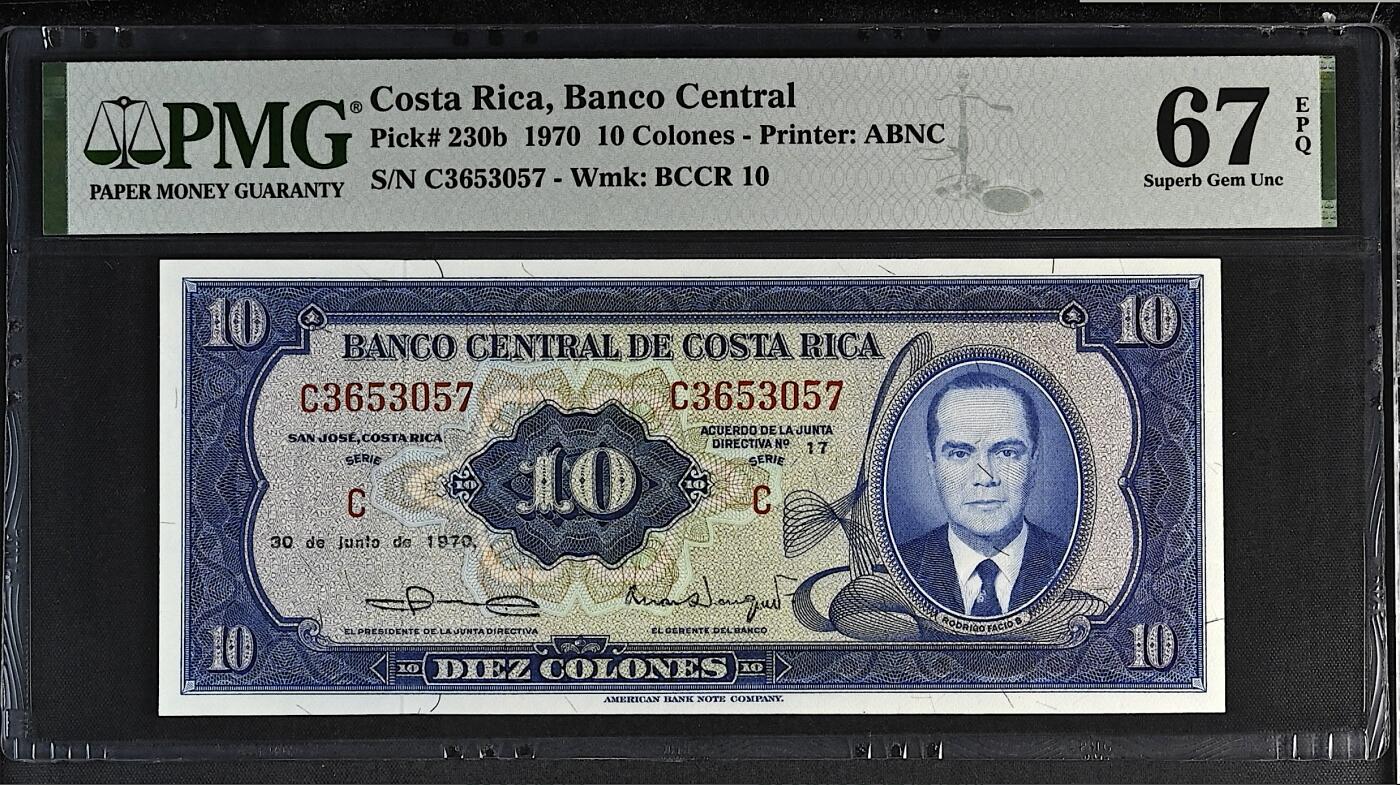 PMG®
PAPER MONEY GUARANTY
Costa Rica, Banco Central
Pick# 230b 1970 10 Colones - Printer: ABNC
S/N C3653057 - Wmk: BCCR 10
67
EPQ
Superb Gem Unc
10 10
BANCO CENTRAL DE COSTA RICA
C3653057 C3653057
SAN JOSÉ, COSTA RICA
ACUERDO DE LA JUNTA
DIRECTIVA Nº 17
SERIE SERIE
10 10 10
C C
30 de junio de 1970,
EL PRESIDENTE DE LA JUNTA DIRECTIVA
EL GERENTE DEL BANCO
RODRIGO FACIO B
10 10
10 DIEZ COLONES 10
AMERICAN BANK NOTE COMPANY.